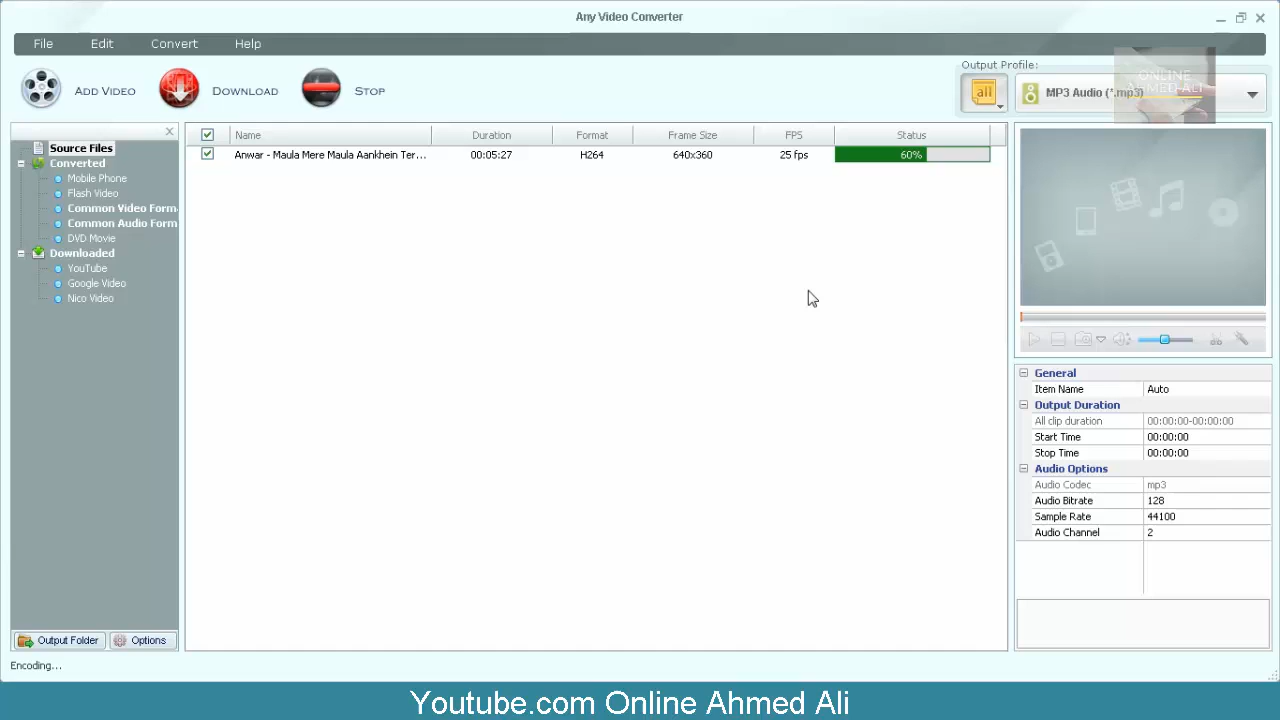 Any Video Converter
File Edit Convert Help
Output Profile:
ADD VIDEO DOWNLOAD STOP
all MP3 Audio (*.mp3)
ONLINE
AHMED ALI
Source Files
Converted
Mobile Phone
Flash Video
Common Video Form
Common Audio Form
DVD Movie
Downloaded
YouTube
Google Video
Nico Video
Name Duration Format Frame Size FPS Status
Anwar - Maula Mere Maula Aankhein Ter... 00:05:27 H264 640x360 25 fps 60%
General
Item Name Auto
Output Duration
All clip duration 00:00:00-00:00:00
Start Time 00:00:00
Stop Time 00:00:00
Audio Options
Audio Codec mp3
Audio Bitrate 128
Sample Rate 44100
Audio Channel 2
Output Folder Options
Encoding...
Youtube.com Online Ahmed Ali